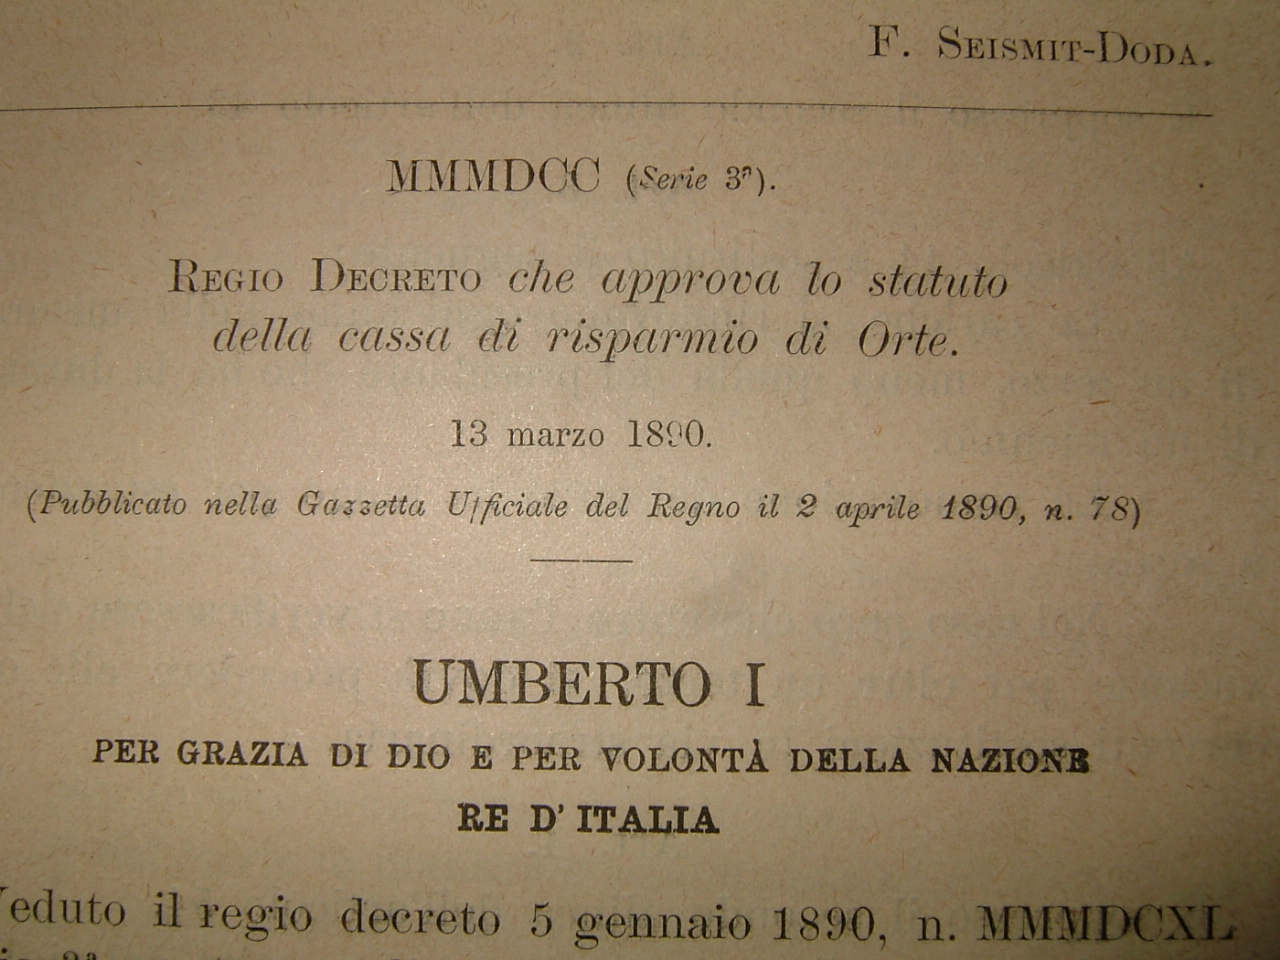 F. SEISMIT-DODA.
MMMDCC (Serie 3ª).
REGIO DECRETO che approva lo statuto
della cassa di risparmio di Orte.
13 marzo 1890.
(Pubblicato nella Gazzetta Ufficiale del Regno il 2 aprile 1890, n. 78)
UMBERTO I
PER GRAZIA DI DIO E PER VOLONTÀ DELLA NAZIONE
RE D' ITALIA
Veduto il regio decreto 5 gennaio 1890, n. MMMDCXL